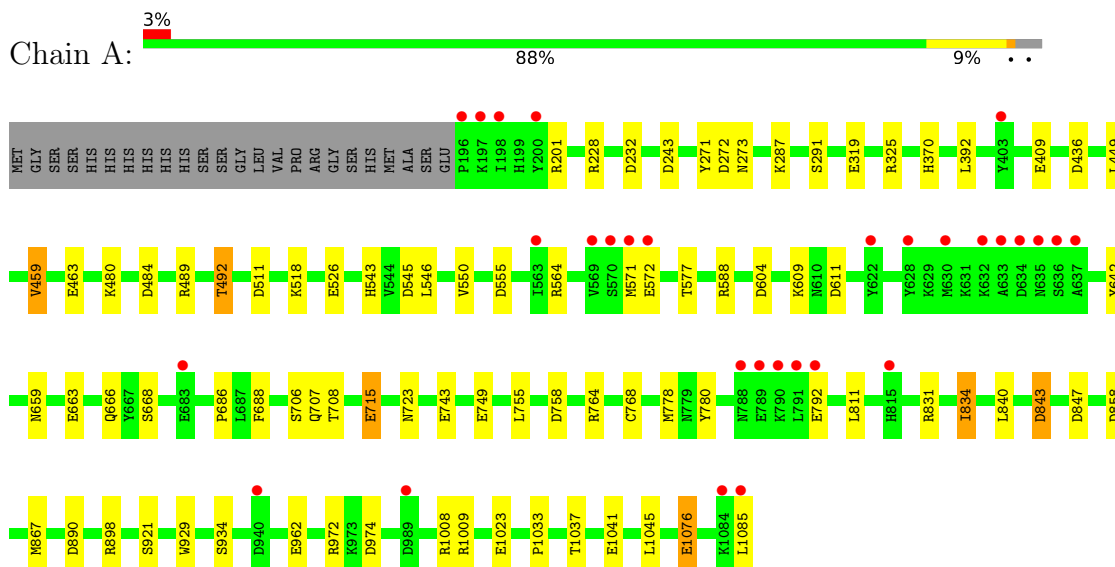 3%
Chain A:
88% 9% • •
MET GLY SER SER HIS HIS HIS HIS HIS HIS SER SER GLY LEU VAL PRO ARG GLY SER HIS MET ALA SER GLU P196 K197 I198 H199 Y200 R201 R228 D232 D243 Y271 D272 N273 K287 S291 E319 R325 H370 L392 Y403 E409 D436 L449
V459 E463 K480 D484 R489 T492 D511 K518 E526 H543 V544 D545 L546 V550 D555 I563 R564 V569 S570 M571 E572 T577 R588 D604 K609 N610 D611 Y622 Y628 K629 M630 K631 K632 A633 D634 N635 S636 A637 Y642
N659 E663 Q666 Y667 S668 E683 P686 L687 F688 S706 Q707 T708 E715 N723 E743 E749 L755 D758 R764 C768 M778 N779 Y780 N788 E789 K790 L791 E792 L811 H815 R831 I834 L840 D843 D847
M867 D890 R898 S921 W929 S934 D940 E962 R972 K973 D974 D989 R1008 R1009 E1023 P1033 T1037 E1041 L1045 E1076 K1084 L1085